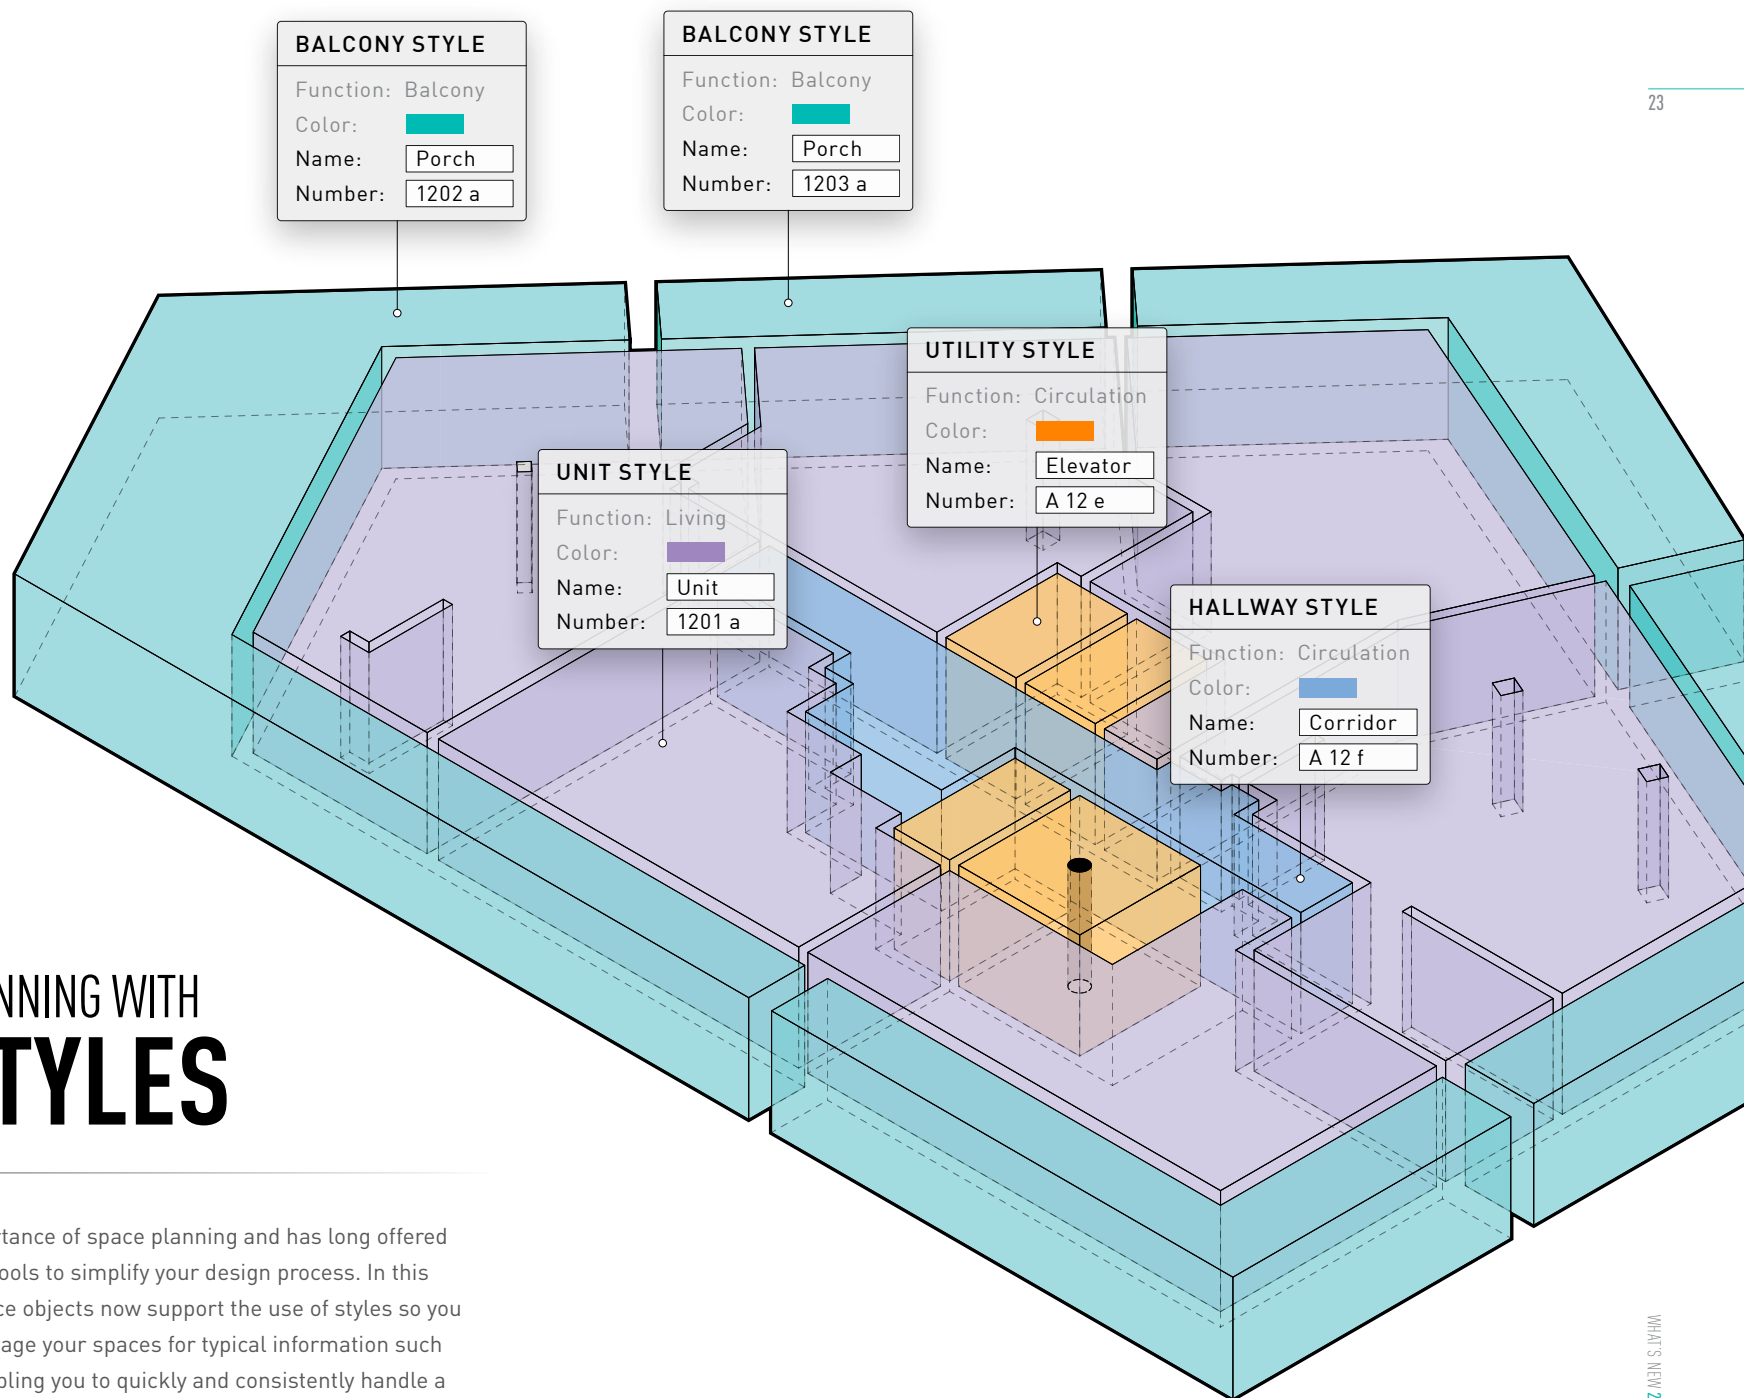 BALCONY STYLE
Function: Balcony
Color:
Name: Porch
Number: 1202 a
BALCONY STYLE
Function: Balcony
Color:
Name: Porch
Number: 1203 a
23
UTILITY STYLE
Function: Circulation
Color:
Name: Elevator
Number: A 12 e
UNIT STYLE
Function: Living
Color:
Name: Unit
Number: 1201 a
HALLWAY STYLE
Function: Circulation
Color:
Name: Corridor
Number: A 12 f
NNING WITH
TYLES
rtance of space planning and has long offered
ools to simplify your design process. In this
ce objects now support the use of styles so you
age your spaces for typical information such
bling you to quickly and consistently handle a
WHAT'S NEW 2